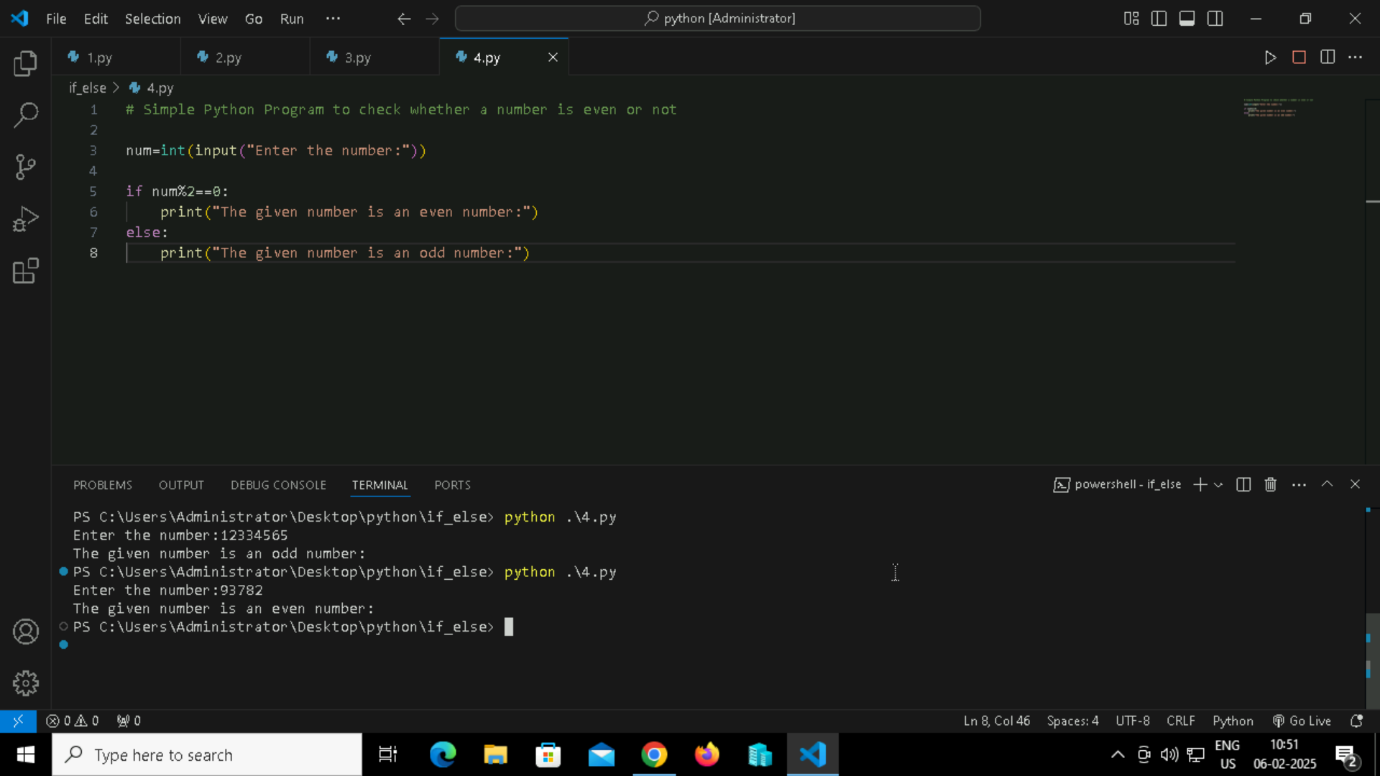 File Edit Selection View Go Run ··· python [Administrator]
1.py 2.py 3.py 4.py
if_else > 4.py
1 # Simple Python Program to check whether a number is even or not
2
3 num=int(input("Enter the number:"))
4
5 if num%2==0:
6 print("The given number is an even number:")
7 else:
8 print("The given number is an odd number:")
PROBLEMS OUTPUT DEBUG CONSOLE TERMINAL PORTS powershell - if_else
PS C:\Users\Administrator\Desktop\python\if_else> python .\4.py
Enter the number:12334565
The given number is an odd number:
PS C:\Users\Administrator\Desktop\python\if_else> python .\4.py
Enter the number:93782
The given number is an even number:
PS C:\Users\Administrator\Desktop\python\if_else>
0 0 0 Ln 8, Col 46 Spaces: 4 UTF-8 CRLF Python Go Live
Type here to search ENG 10:51
US 06-02-2025 2